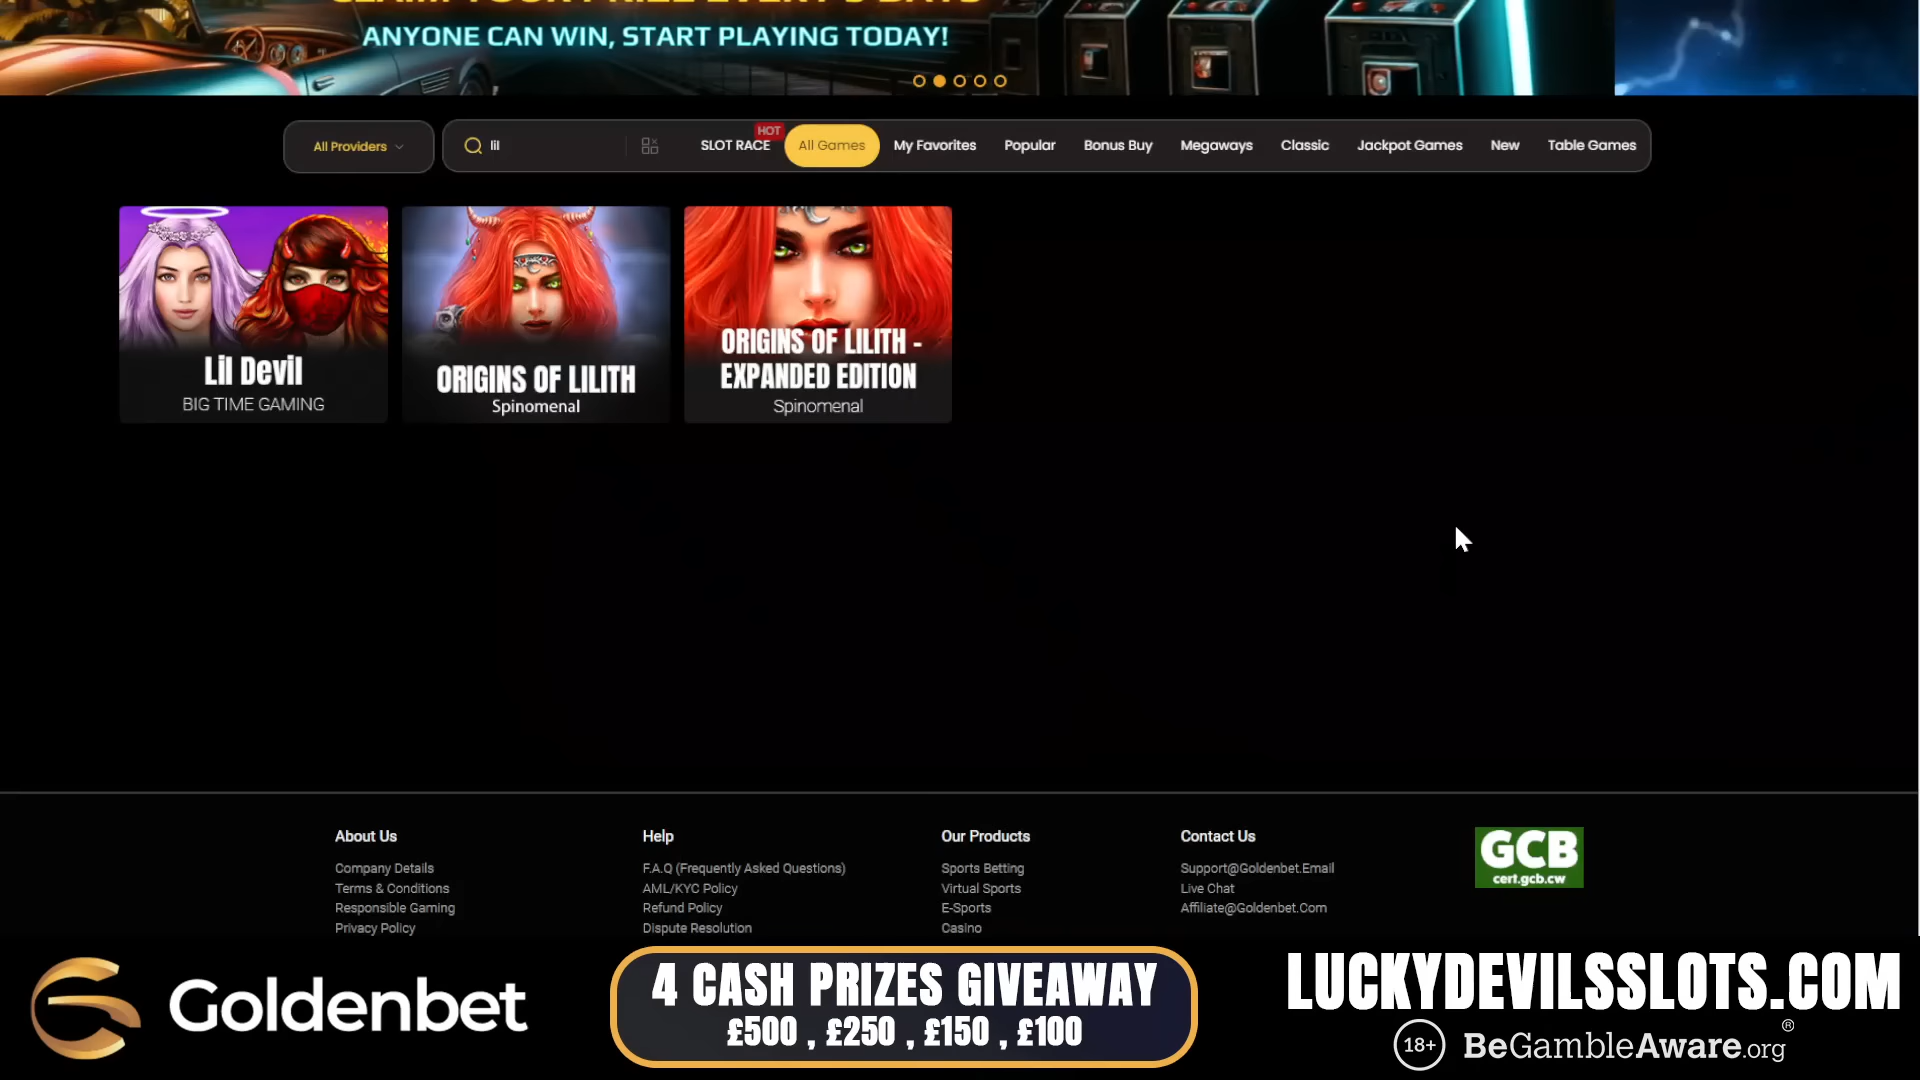 ANYONE CAN WIN, START PLAYING TODAY!
All Providers
lil
SLOT RACE
HOT
All Games
My Favorites
Popular
Bonus Buy
Megaways
Classic
Jackpot Games
New
Table Games
Lil Devil
BIG TIME GAMING
ORIGINS OF LILITH
Spinomenal
ORIGINS OF LILITH -
EXPANDED EDITION
Spinomenal
About Us
Company Details
Terms & Conditions
Responsible Gaming
Privacy Policy
Help
F.A.Q (Frequently Asked Questions)
AML/KYC Policy
Refund Policy
Dispute Resolution
Our Products
Sports Betting
Virtual Sports
E-Sports
Casino
Contact Us
Support@Goldenbet.Email
Live Chat
Affiliate@Goldenbet.Com
GCB
cert.gcb.cw
Goldenbet
4 CASH PRIZES GIVEAWAY
£500 , £250 , £150 , £100
LUCKYDEVILSSLOTS.COM
18+ BeGambleAware.org®